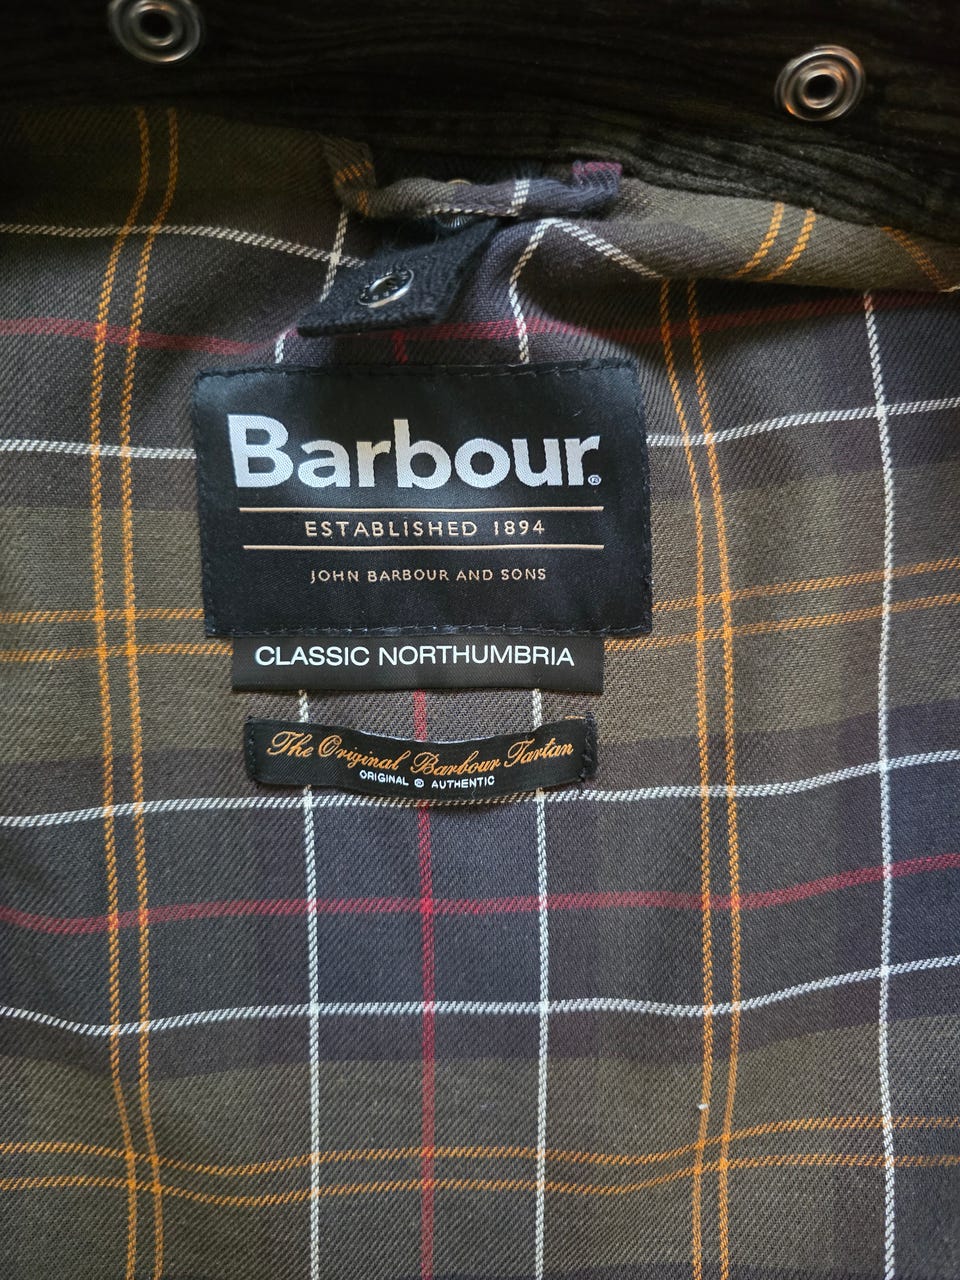 Barbour®
ESTABLISHED 1894
JOHN BARBOUR AND SONS
CLASSIC NORTHUMBRIA
The Original Barbour Tartan
ORIGINAL ® AUTHENTIC